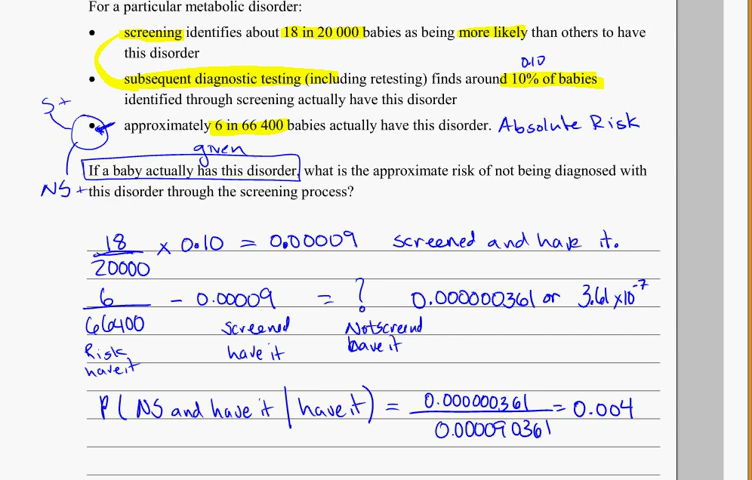 For a particular metabolic disorder:
• screening identifies about 18 in 20 000 babies as being more likely than others to have
this disorder
0.10
• subsequent diagnostic testing (including retesting) finds around 10% of babies
identified through screening actually have this disorder
S+
• approximately 6 in 66 400 babies actually have this disorder. Absolute Risk
given
If a baby actually has this disorder, what is the approximate risk of not being diagnosed with
NS+ this disorder through the screening process?
18/20000 × 0.10 = 0.00009 screened and have it.
6/66400 - 0.00009 = ? 0.000000361 or 3.61×10⁻⁷
Risk have it
Screened have it
Notscreend have it
P(NS and have it | have it) = 0.000000361/0.000090361 = 0.004